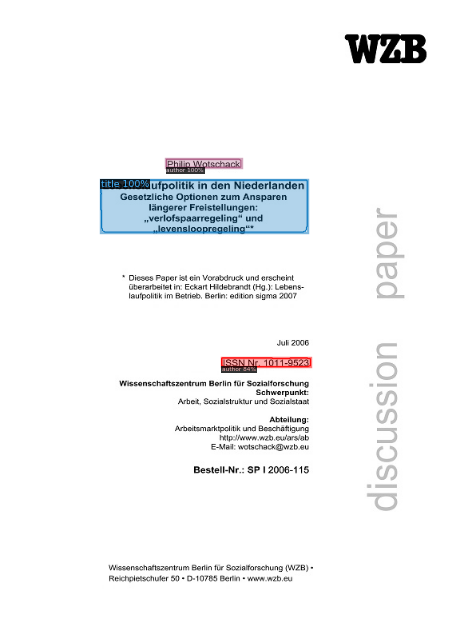 WZB
Philip Wotschack
author 100%
title 100%
ufpolitik in den Niederlanden
Gesetzliche Optionen zum Ansparen
längerer Freistellungen:
„verlofspaarregeling“ und
„levensloopregeling“*
* Dieses Paper ist ein Vorabdruck und erscheint
überarbeitet in: Eckart Hildebrandt (Hg.): Lebens-
laufpolitik im Betrieb. Berlin: edition sigma 2007
Juli 2006
ISSN Nr. 1011-9523
author 84%
Wissenschaftszentrum Berlin für Sozialforschung
Schwerpunkt:
Arbeit, Sozialstruktur und Sozialstaat
Abteilung:
Arbeitsmarktpolitik und Beschäftigung
http://www.wzb.eu/ars/ab
E-Mail: wotschack@wzb.eu
Bestell-Nr.: SP I 2006-115
Wissenschaftszentrum Berlin für Sozialforschung (WZB) •
Reichpietschufer 50 • D-10785 Berlin • www.wzb.eu
discussion paper